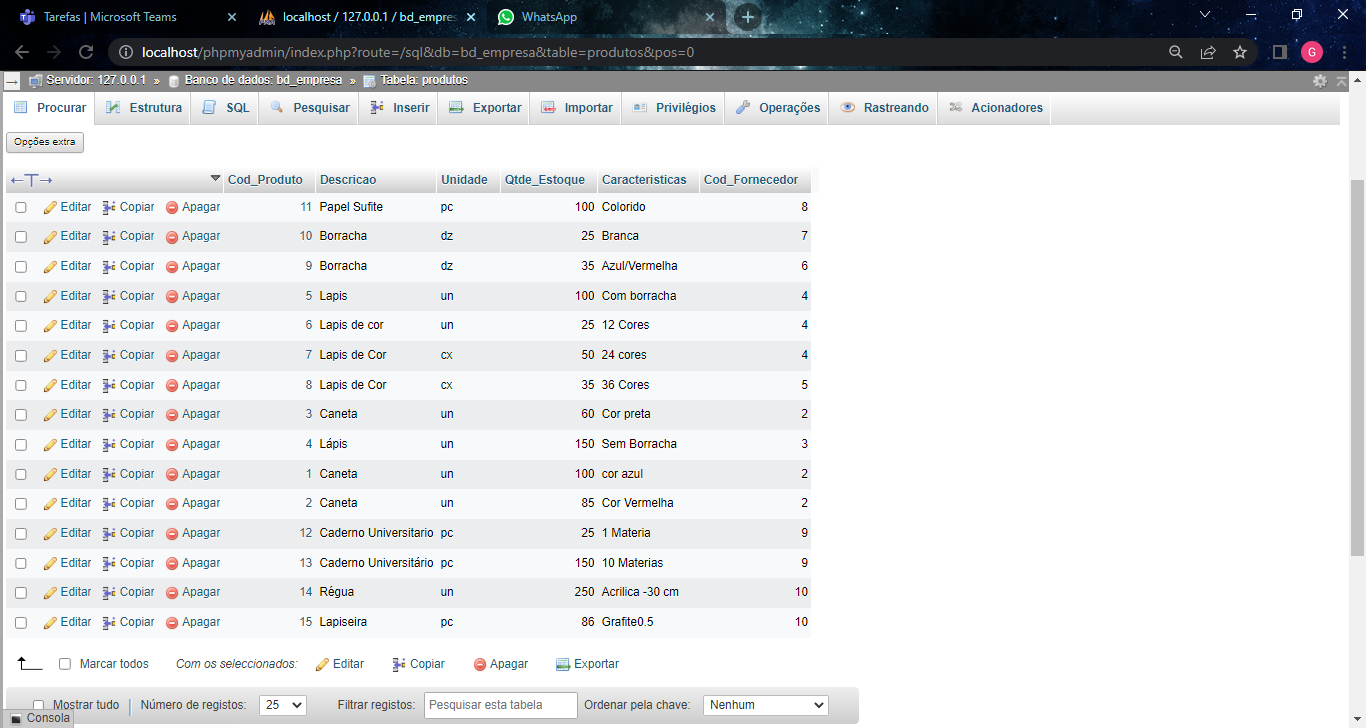 Tarefas | Microsoft Teams
localhost / 127.0.0.1 / bd_empres
WhatsApp
localhost/phpmyadmin/index.php?route=/sql&db=bd_empresa&table=produtos&pos=0
G
Servidor: 127.0.0.1 » Banco de dados: bd_empresa » Tabela: produtos
Procurar Estrutura SQL Pesquisar Inserir Exportar Importar Privilégios Operações Rastreando Acionadores
Opções extra
←T→ Cod_Produto Descricao Unidade Qtde_Estoque Caracteristicas Cod_Fornecedor
Editar Copiar Apagar 11 Papel Sufite pc 100 Colorido 8
Editar Copiar Apagar 10 Borracha dz 25 Branca 7
Editar Copiar Apagar 9 Borracha dz 35 Azul/Vermelha 6
Editar Copiar Apagar 5 Lapis un 100 Com borracha 4
Editar Copiar Apagar 6 Lapis de cor un 25 12 Cores 4
Editar Copiar Apagar 7 Lapis de Cor cx 50 24 cores 4
Editar Copiar Apagar 8 Lapis de Cor cx 35 36 Cores 5
Editar Copiar Apagar 3 Caneta un 60 Cor preta 2
Editar Copiar Apagar 4 Lápis un 150 Sem Borracha 3
Editar Copiar Apagar 1 Caneta un 100 cor azul 2
Editar Copiar Apagar 2 Caneta un 85 Cor Vermelha 2
Editar Copiar Apagar 12 Caderno Universitario pc 25 1 Materia 9
Editar Copiar Apagar 13 Caderno Universitário pc 150 10 Materias 9
Editar Copiar Apagar 14 Régua un 250 Acrilica -30 cm 10
Editar Copiar Apagar 15 Lapiseira pc 86 Grafite0.5 10
Marcar todos Com os seleccionados: Editar Copiar Apagar Exportar
Mostrar tudo Número de registos: 25 Filtrar registos: Pesquisar esta tabela Ordenar pela chave: Nenhum
Consola